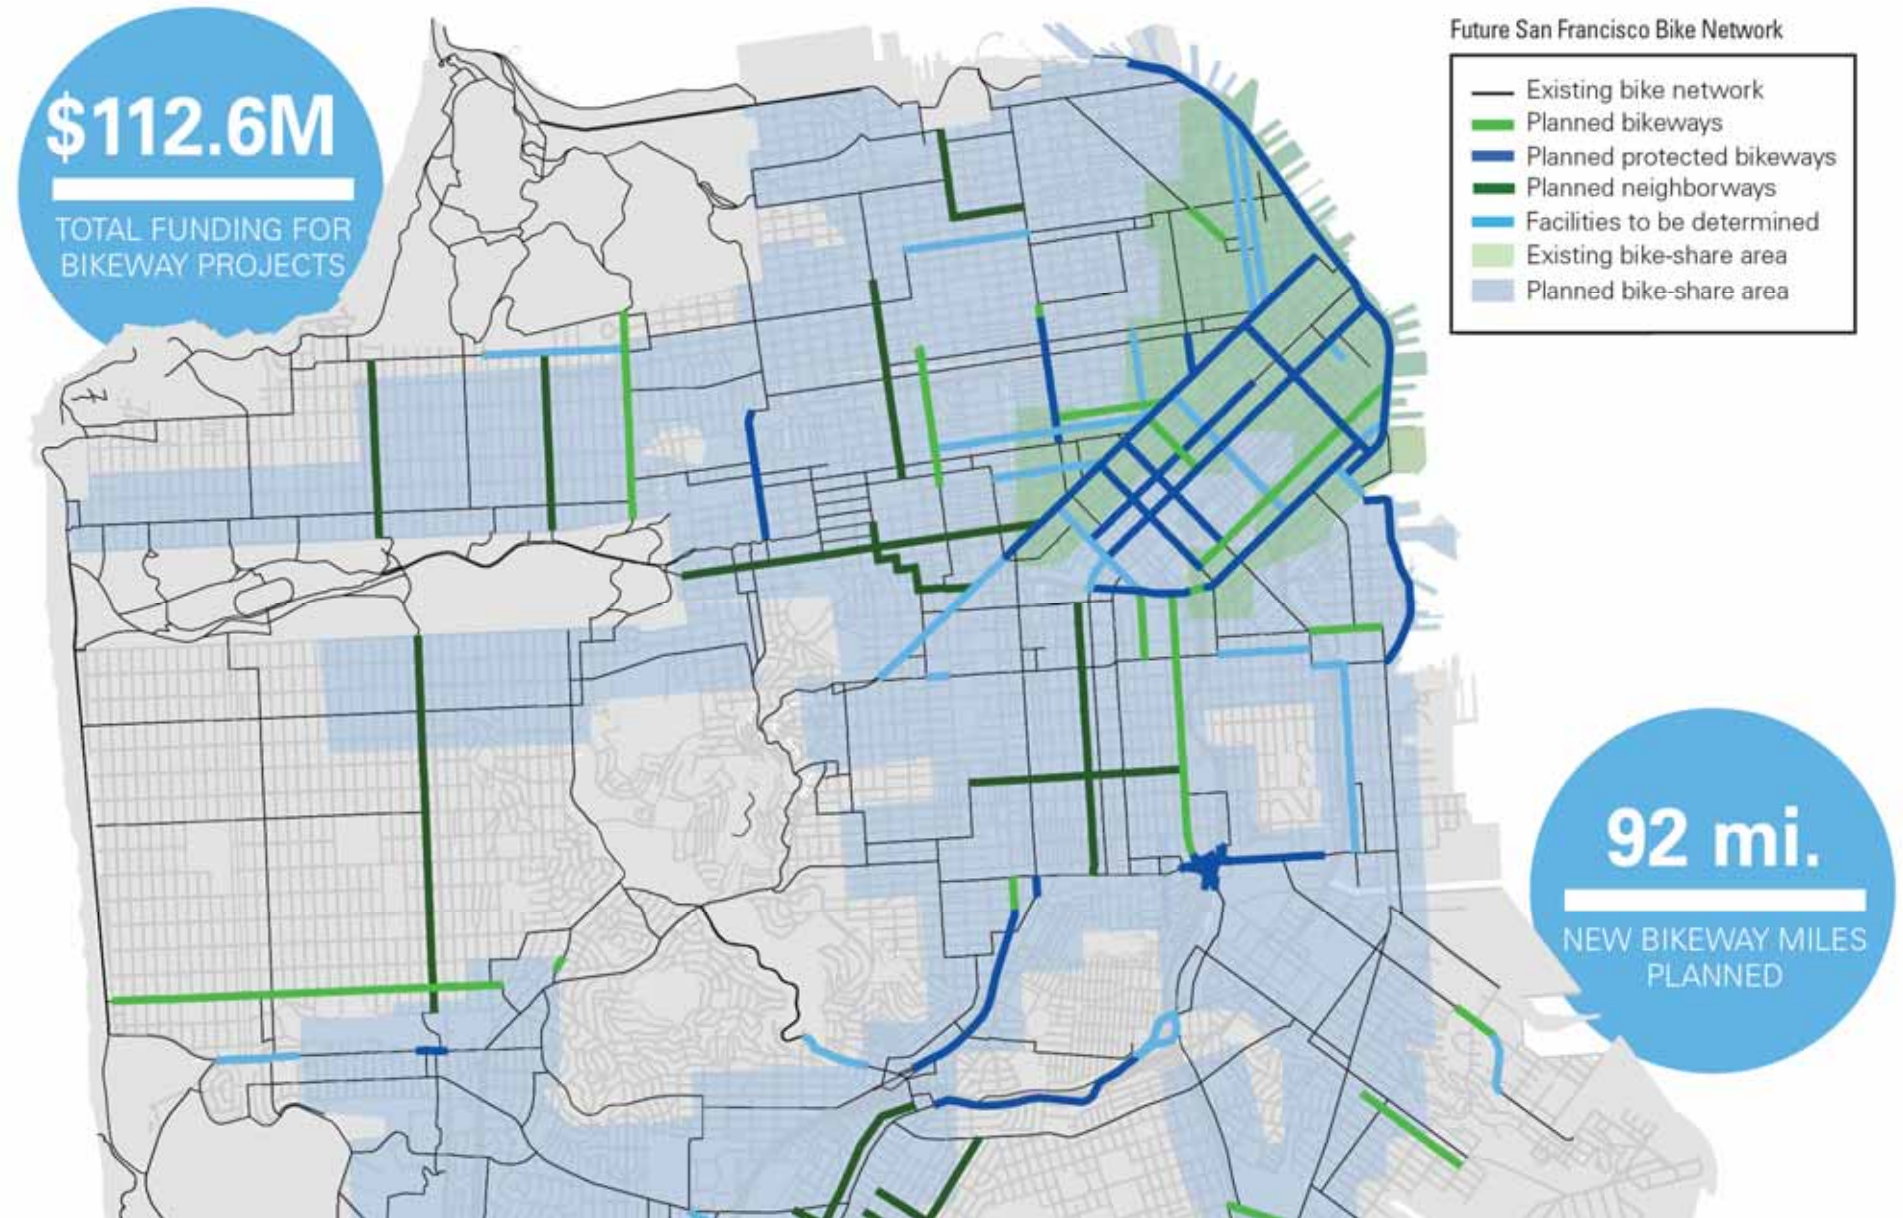 $112.6M
TOTAL FUNDING FOR
BIKEWAY PROJECTS
Future San Francisco Bike Network
Existing bike network
Planned bikeways
Planned protected bikeways
Planned neighborways
Facilities to be determined
Existing bike-share area
Planned bike-share area
92 mi.
NEW BIKEWAY MILES
PLANNED